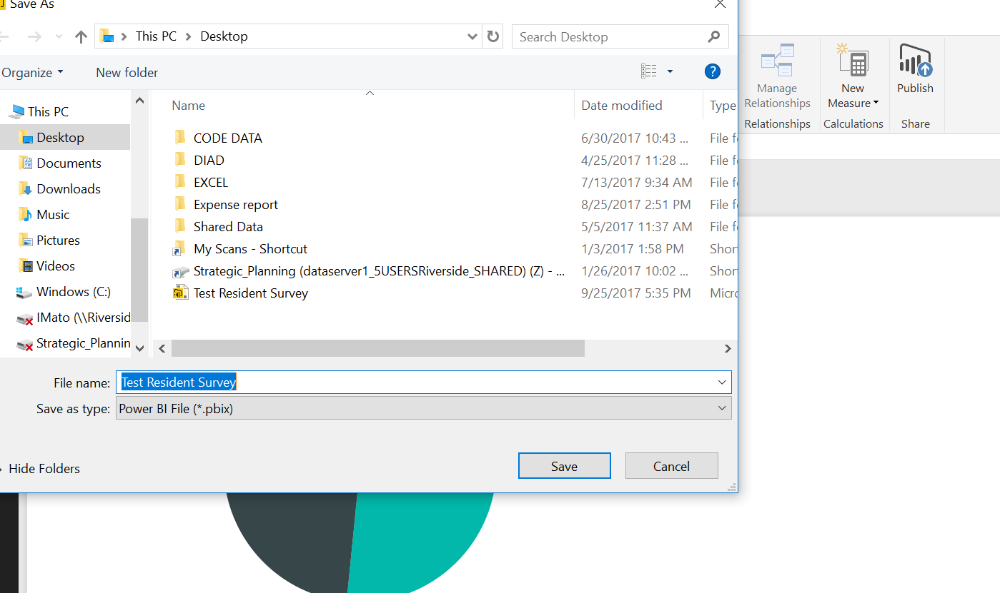 Save As
This PC > Desktop
Search Desktop
Organize
New folder
?
Manage Relationships
New Measure
Publish
Relationships
Calculations
Share
This PC
Desktop
Documents
Downloads
Music
Pictures
Videos
Windows (C:)
IMato (\\Riversid
Strategic_Plannin
Name Date modified Type
CODE DATA 6/30/2017 10:43 ... File f
DIAD 4/25/2017 11:28 ... File f
EXCEL 7/13/2017 9:34 AM File f
Expense report 8/25/2017 2:51 PM File f
Shared Data 5/5/2017 11:37 AM File f
My Scans - Shortcut 1/3/2017 1:58 PM Shor
Strategic_Planning (dataserver1_5USERSRiverside_SHARED) (Z) - ... 1/26/2017 10:02 ... Shor
Test Resident Survey 9/25/2017 5:35 PM Micro
File name: Test Resident Survey
Save as type: Power BI File (*.pbix)
Hide Folders
Save
Cancel